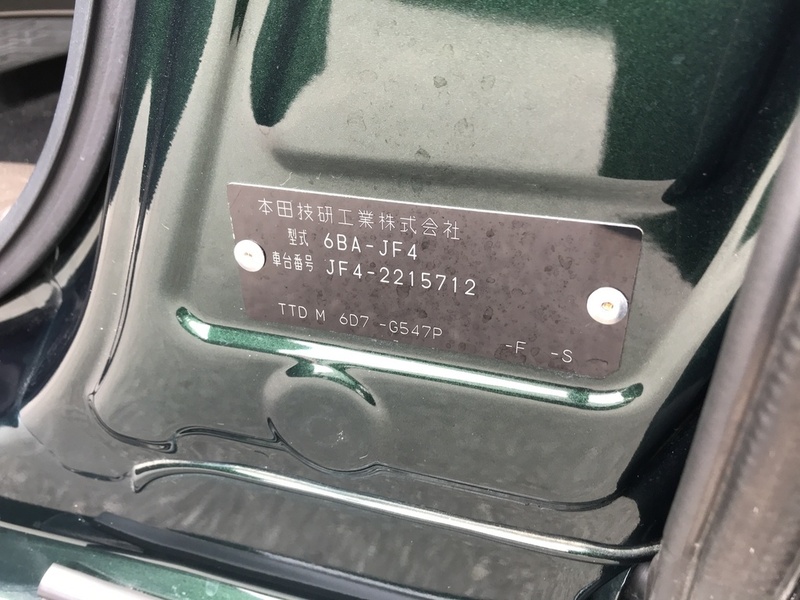 本田技研工業株式会社
型式 6BA-JF4
車台番号 JF4-2215712
TTD M 6D7 -G547P -F -S